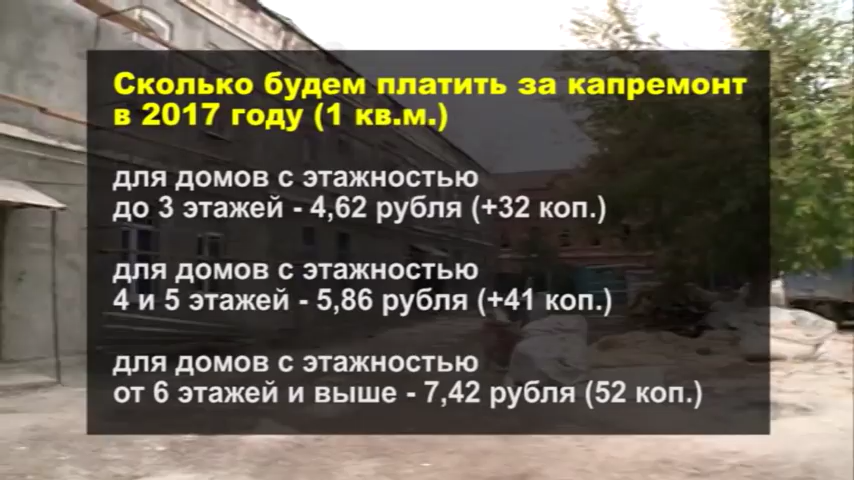 Сколько будем платить за капремонт
в 2017 году (1 кв.м.)
для домов с этажностью
до 3 этажей - 4,62 рубля (+32 коп.)
для домов с этажностью
4 и 5 этажей - 5,86 рубля (+41 коп.)
для домов с этажностью
от 6 этажей и выше - 7,42 рубля (52 коп.)